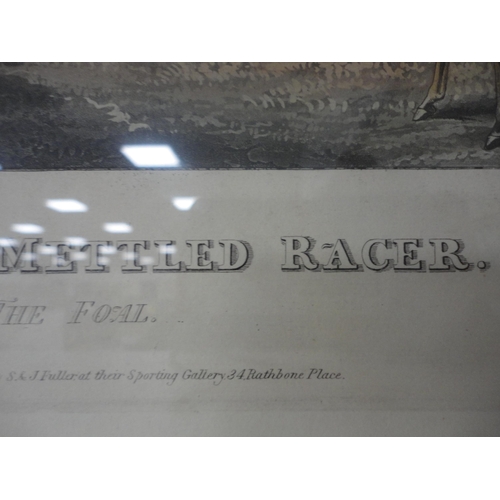 METTLED RACER.
THE FOAL.
S. & J. Fuller at their Sporting Gallery 34, Rathbone Place.